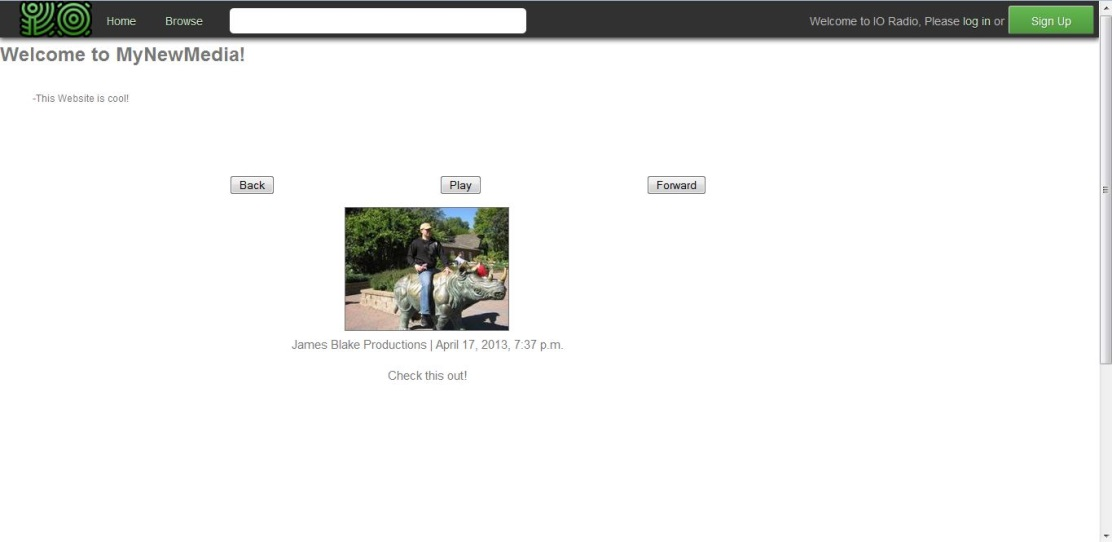 Home Browse Welcome to IO Radio, Please log in or Sign Up
Welcome to MyNewMedia!
-This Website is cool!
Back Play Forward
James Blake Productions | April 17, 2013, 7:37 p.m.
Check this out!